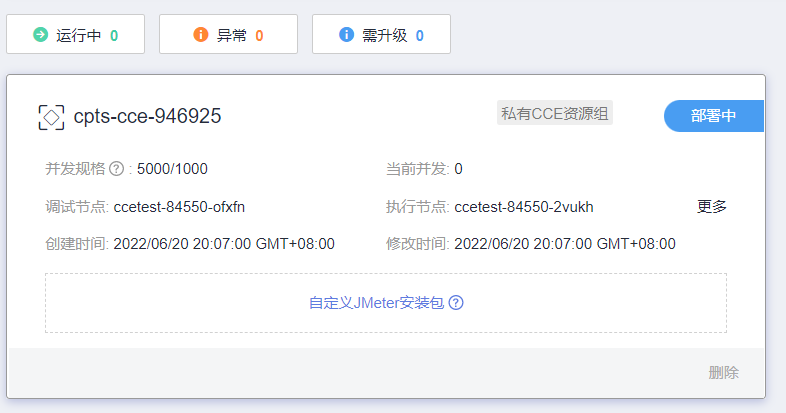 运行中 0 异常 0 需升级 0
cpts-cce-946925 私有CCE资源组 部署中
并发规格 : 5000/1000 当前并发: 0
调试节点: ccetest-84550-ofxfn 执行节点: ccetest-84550-2vukh 更多
创建时间: 2022/06/20 20:07:00 GMT+08:00 修改时间: 2022/06/20 20:07:00 GMT+08:00
自定义JMeter安装包
删除